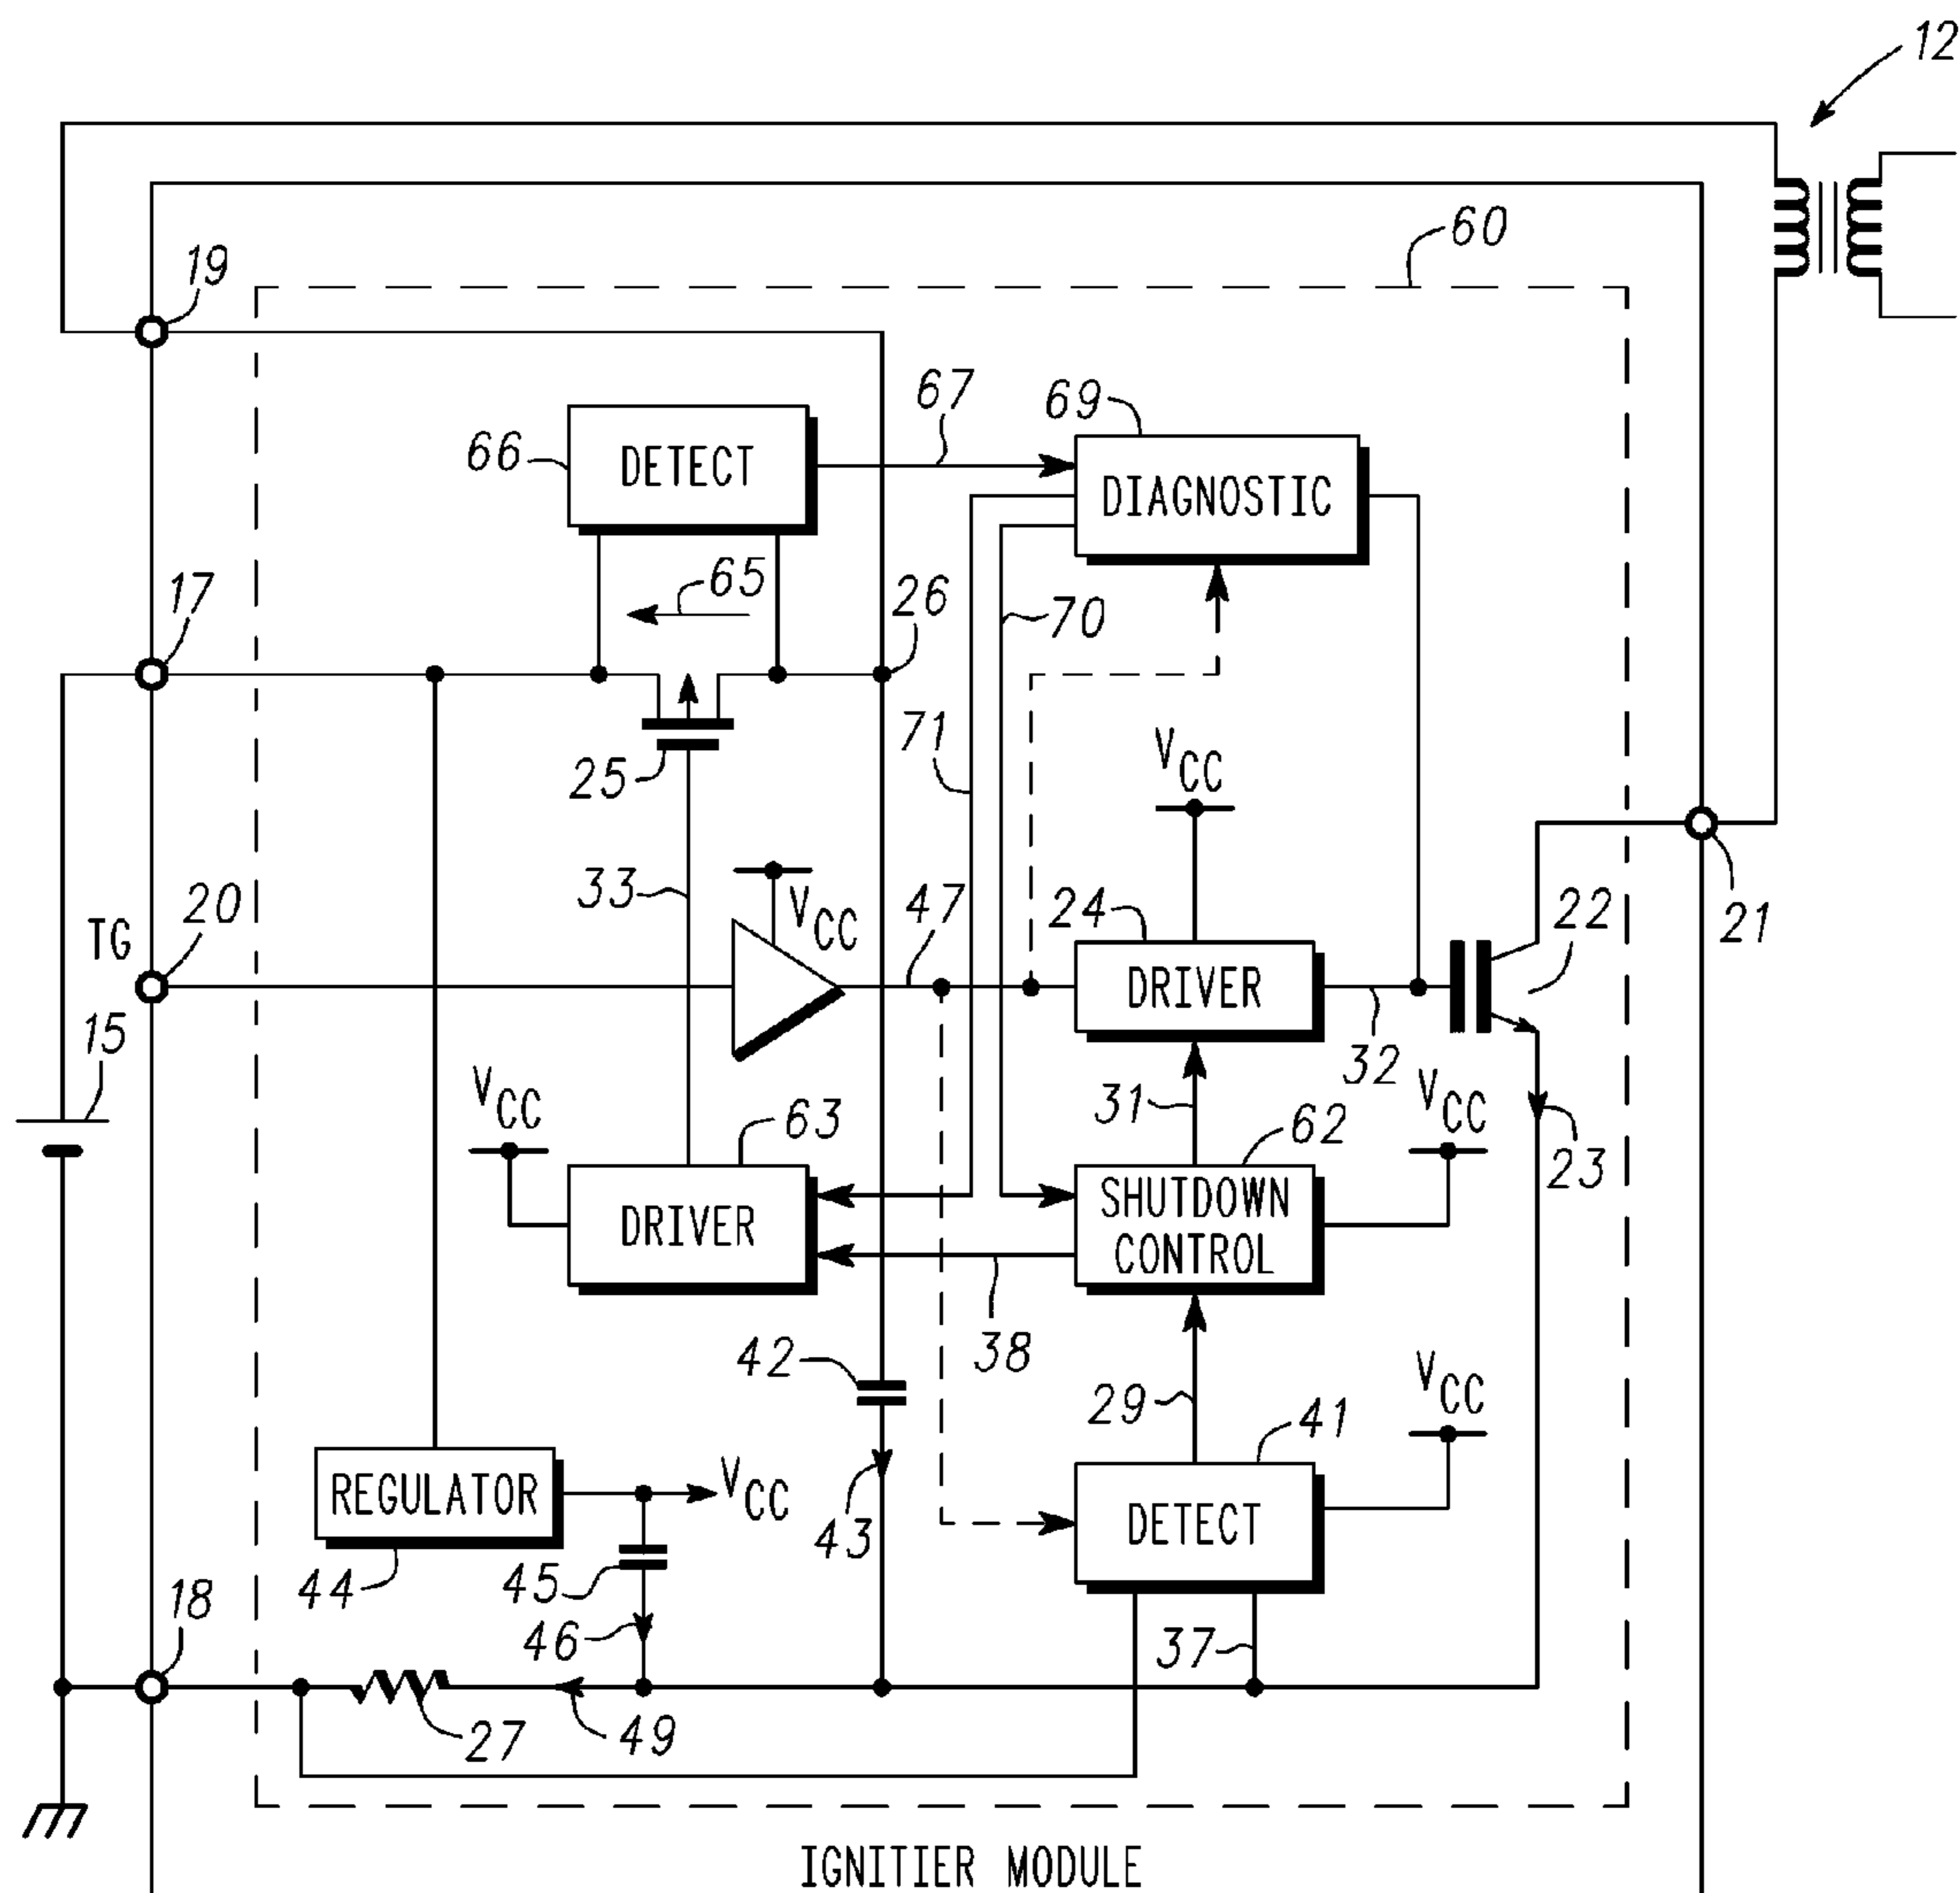 12
60
19
67
69
66
DETECT
DIAGNOSTIC
65
17
26
70
71
VCC
25
33
VCC
47
24
22
21
TG
20
DRIVER
15
32
31
VCC
63
62
VCC
23
DRIVER
SHUTDOWN
CONTROL
42
38
29
41
VCC
REGULATOR
VCC
43
DETECT
44
45
18
46
37
27
49
IGNITIER MODULE